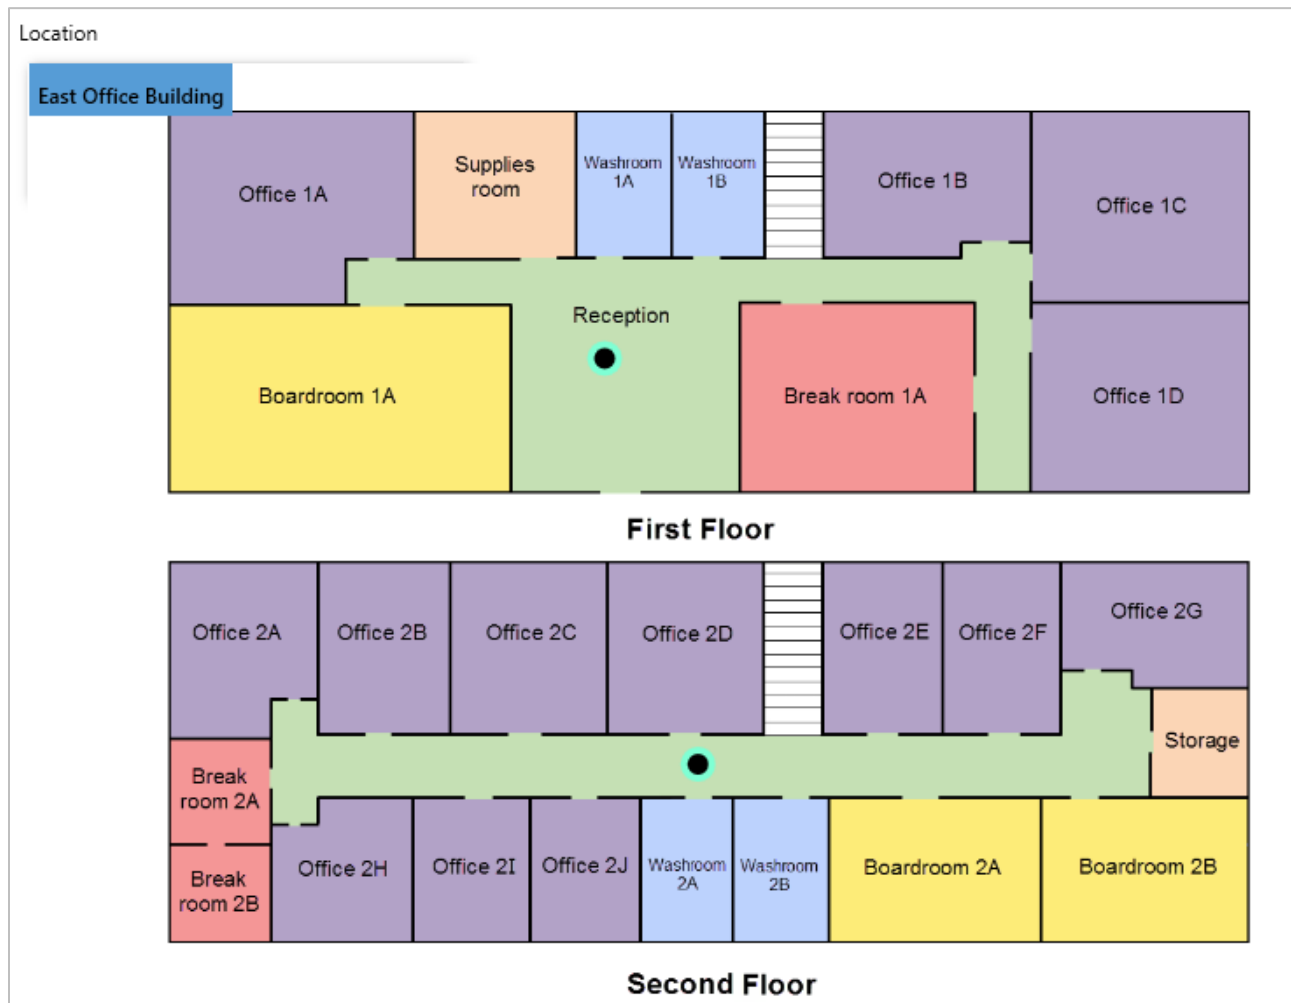 Location
East Office Building
Office 1A
Supplies
room
Washroom
1A
Washroom
1B
Office 1B
Office 1C
Reception
Boardroom 1A
Break room 1A
Office 1D
First Floor
Office 2A
Office 2B
Office 2C
Office 2D
Office 2E
Office 2F
Office 2G
Storage
Break
room 2A
Break
room 2B
Office 2H
Office 2I
Office 2J
Washroom
2A
Washroom
2B
Boardroom 2A
Boardroom 2B
Second Floor